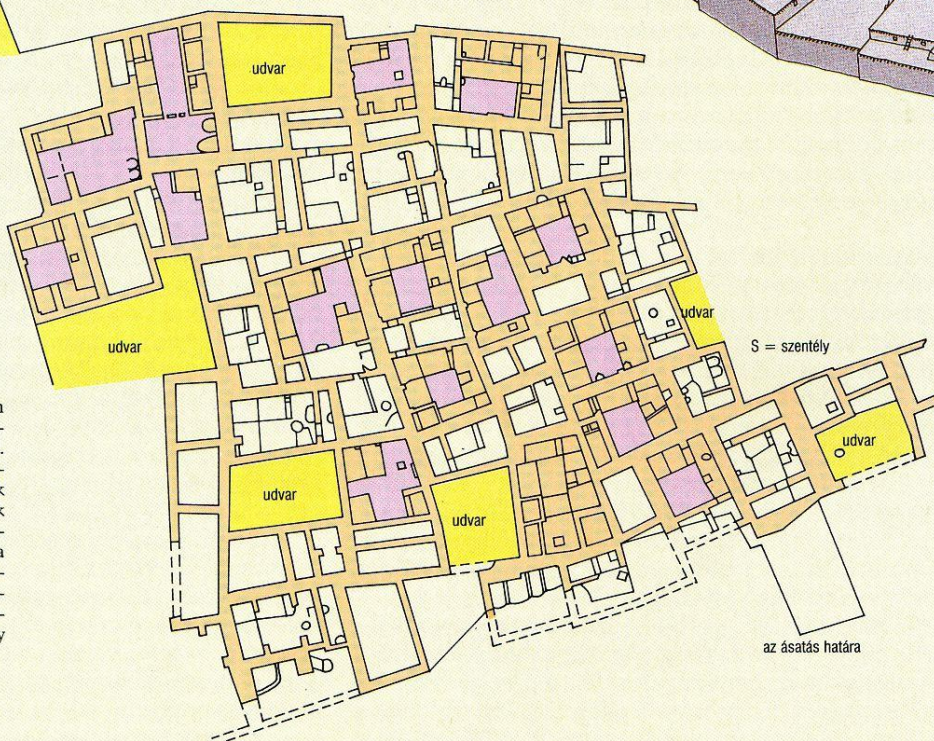 udvar
udvar
udvar
S = szentély
udvar
udvar
udvar
n
-
.
-
k
k
-
a
-
-
-
y
az ásatás határa